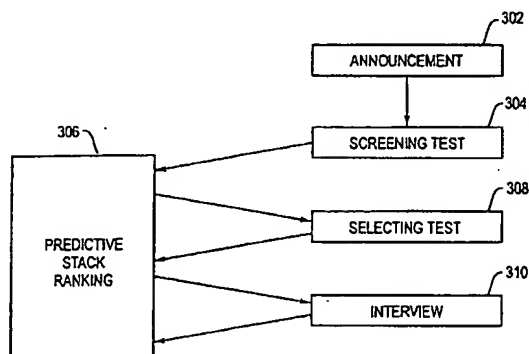 302
ANNOUNCEMENT
304
306
SCREENING TEST
308
PREDICTIVE
STACK
RANKING
SELECTING TEST
310
INTERVIEW